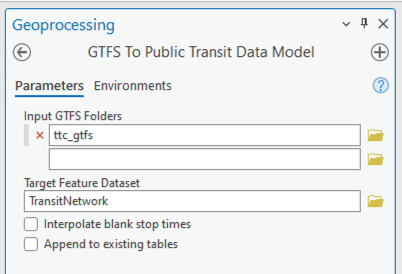 Geoprocessing
GTFS To Public Transit Data Model
Parameters Environments
Input GTFS Folders
ttc_gtfs
Target Feature Dataset
TransitNetwork
Interpolate blank stop times
Append to existing tables